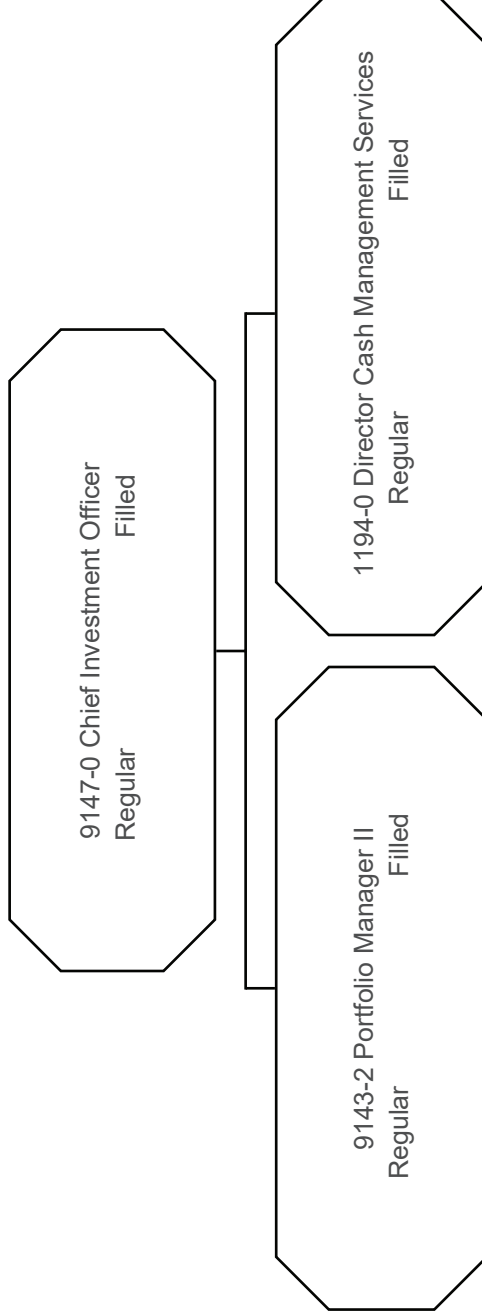 9147-0 Chief Investment Officer
Regular Filled
9143-2 Portfolio Manager II
Regular Filled
1194-0 Director Cash Management Services
Regular Filled